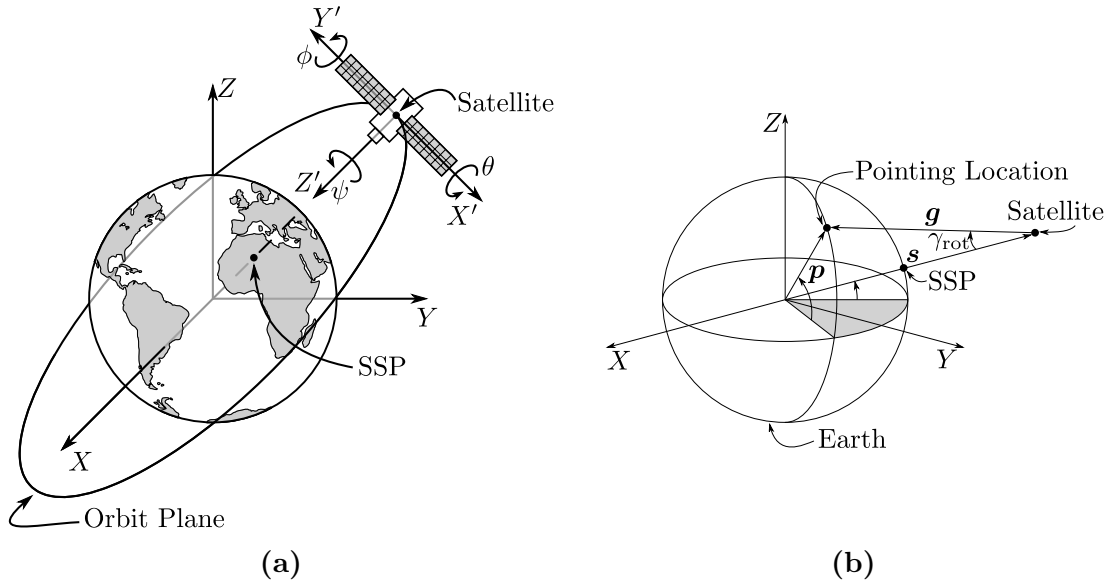 Y′
ϕ
Satellite
Z
Z′
ψ
θ
X′
Y
SSP
X
Orbit Plane
(a)
Z
Pointing Location
g
Satellite
γrot
s
SSP
p
X
Y
Earth
(b)